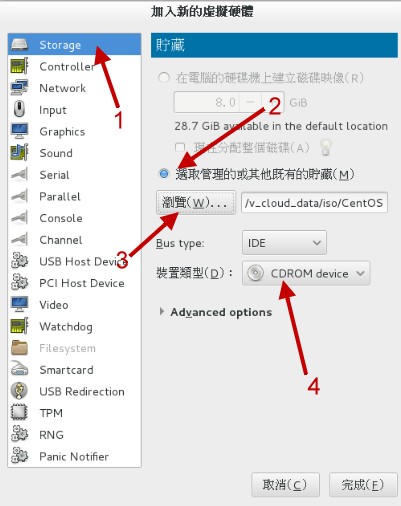 加入新的虛擬硬體
Storage
Controller
Network
Input
Graphics
Sound
Serial
Parallel
Console
Channel
USB Host Device
PCI Host Device
Video
Watchdog
Filesystem
Smartcard
USB Redirection
TPM
RNG
Panic Notifier
1
貯藏
在電腦的硬碟機上建立磁碟映像(R)
8.0 - + GiB
28.7 GiB available in the default location
現在分配整個磁碟(A)
2
選取管理的或其他既有的貯藏(M)
瀏覽(W)... /v_cloud_data/iso/CentOS
3
Bus type: IDE
裝置類型(D): CDROM device
Advanced options
4
取消(C) 完成(F)